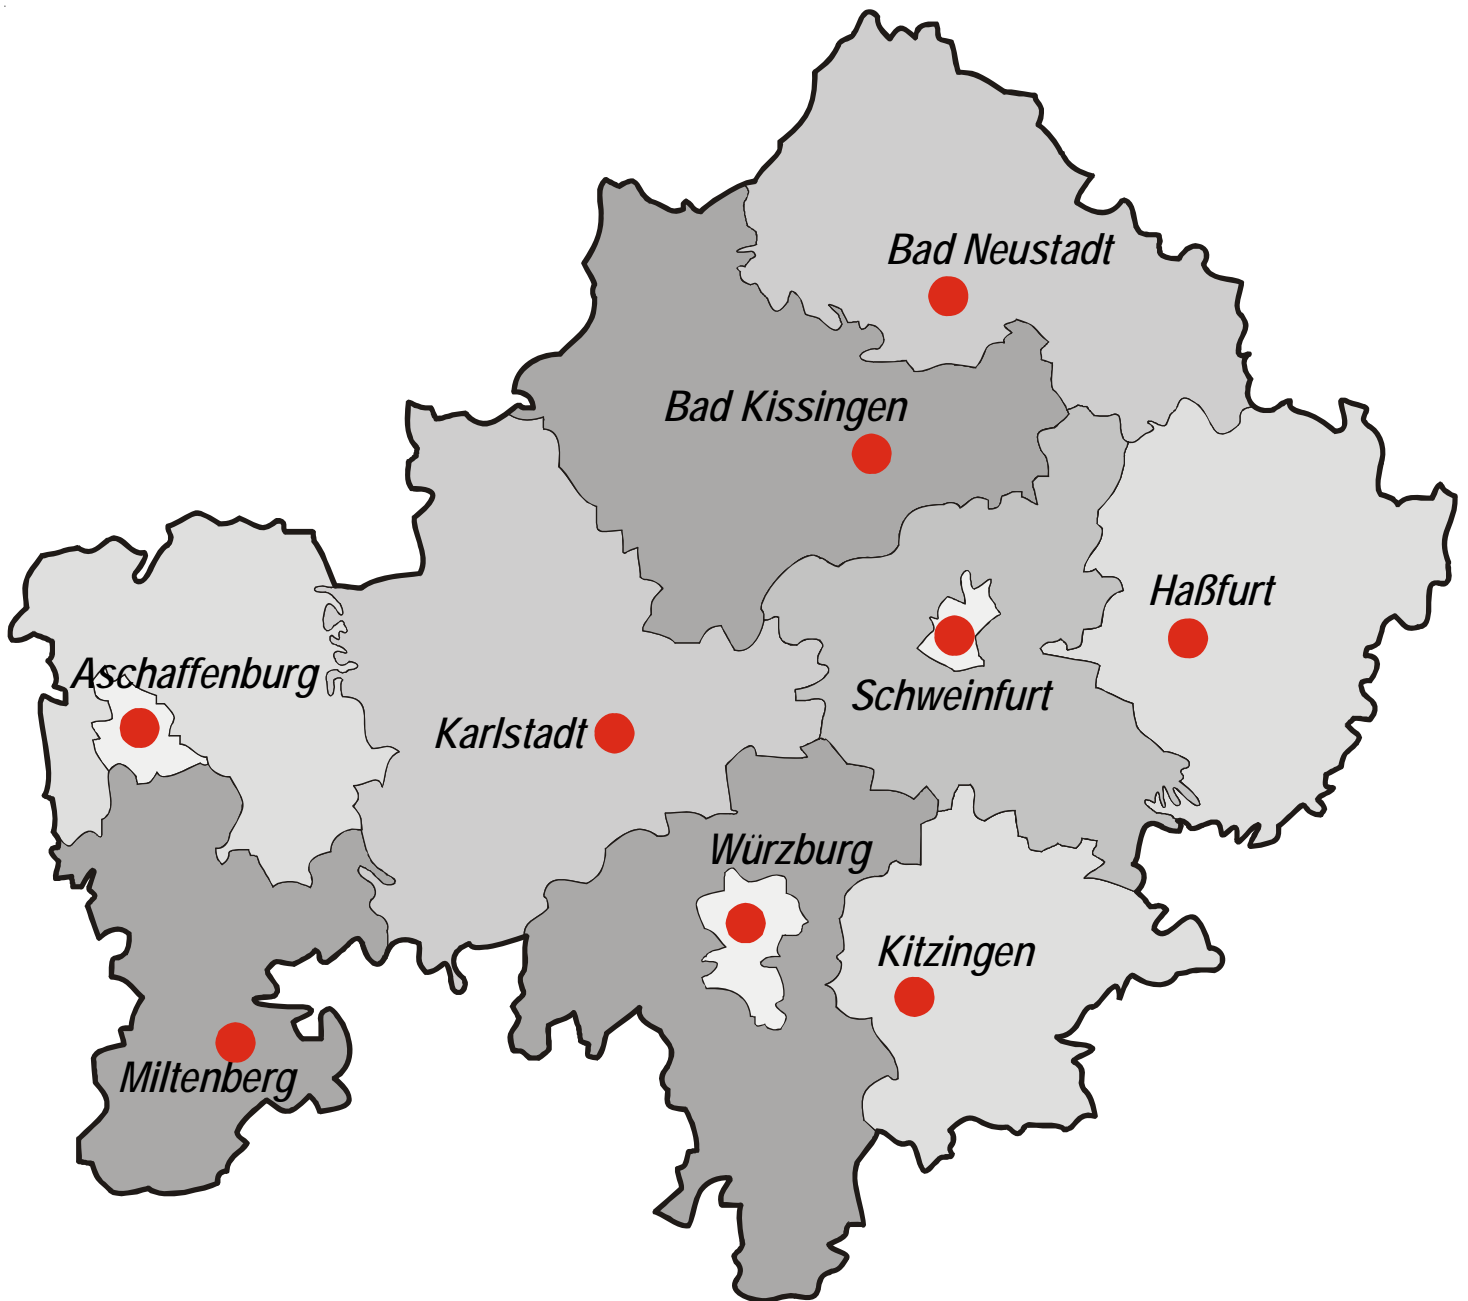 Bad Neustadt
Bad Kissingen
Haßfurt
Aschaffenburg
Schweinfurt
Karlstadt
Würzburg
Kitzingen
Miltenberg